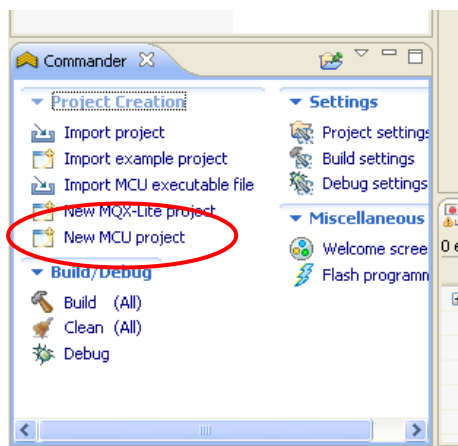 Commander
Project Creation
Import project
Import example project
Import MCU executable file
New MQX-Lite project
New MCU project
Build/Debug
Build (All)
Clean (All)
Debug
Settings
Project settings
Build settings
Debug settings
Miscellaneous
Welcome scree
Flash programm
0 e